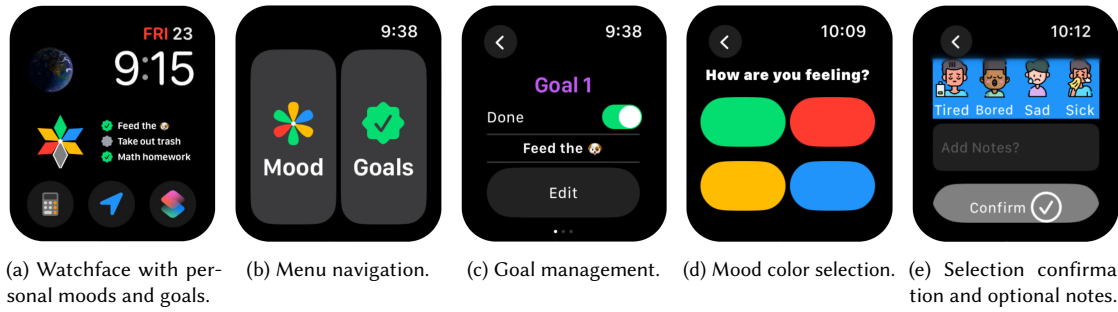 FRI 23
9:15
Feed the 🐶
Take out trash
Math homework
9:38
Mood
Goals
9:38
Goal 1
Done
Feed the 🐶
Edit
10:09
How are you feeling?
10:12
Tired Bored Sad Sick
Add Notes?
Confirm
(a) Watchface with per-
sonal moods and goals.
(b) Menu navigation.
(c) Goal management.
(d) Mood color selection.
(e) Selection confirma
tion and optional notes.